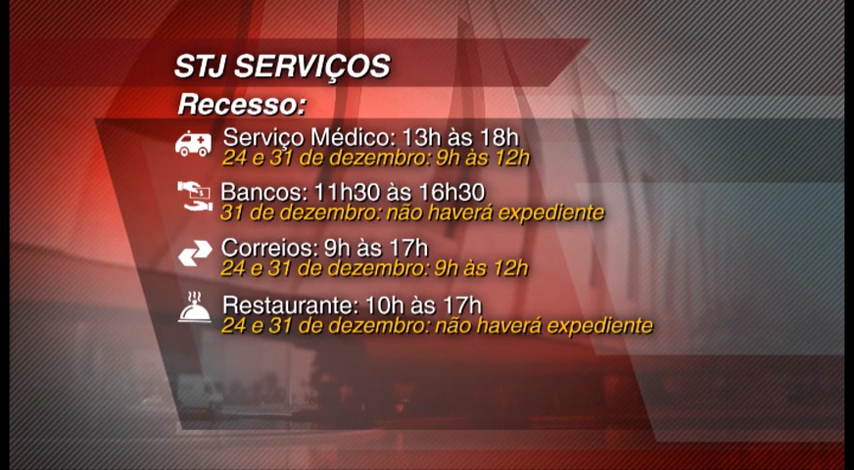 STJ SERVIÇOS
Recesso:
Serviço Médico: 13h às 18h
24 e 31 de dezembro: 9h às 12h
Bancos: 11h30 às 16h30
31 de dezembro: não haverá expediente
Correios: 9h às 17h
24 e 31 de dezembro: 9h às 12h
Restaurante: 10h às 17h
24 e 31 de dezembro: não haverá expediente